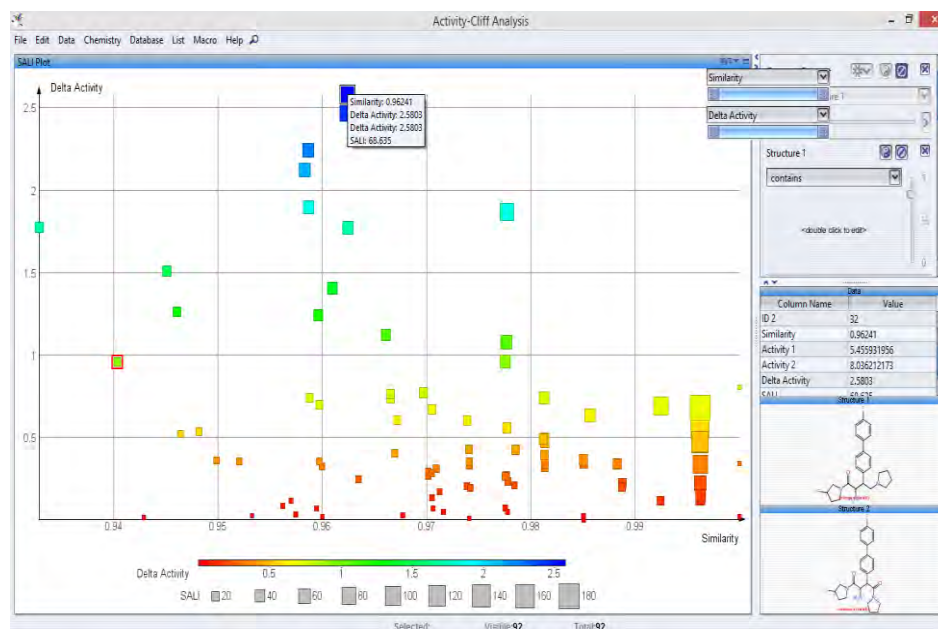 Activity-Cliff Analysis
File Edit Data Chemistry Database List Macro Help
SALI Plot
Delta Activity
2.5
2
1.5
1
0.5
0.94 0.95 0.96 0.97 0.98 0.99
Similarity
Similarity: 0.96241
Delta Activity: 2.5803
Delta Activity: 2.5803
SALI: 68.635
Delta Activity 0.5 1 1.5 2 2.5
SALI 20 40 60 80 100 120 140 160 180
Selected: Visible:92 Total:92
Similarity
Delta Activity
Structure 1
contains
<double click to edit>
Data
Column Name Value
ID 2 32
Similarity 0.96241
Activity 1 5.455931956
Activity 2 8.036212173
Delta Activity 2.5803
SALI 68.635
Structure 1
Structure 2